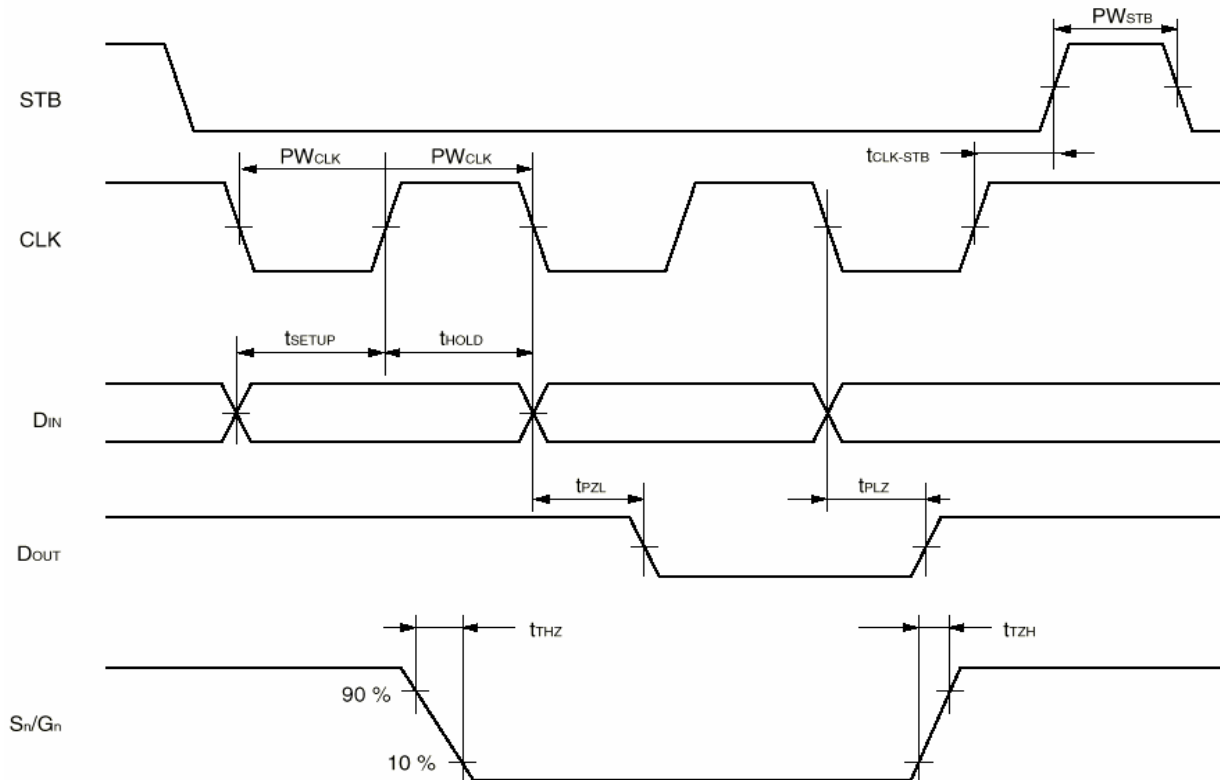 PWSTB
STB
PWCLK PWCLK
tCLK-STB
CLK
tSETUP tHOLD
DIN
tPZL tPLZ
DOUT
tTHZ tTZH
90 %
Sn/Gn
10 %